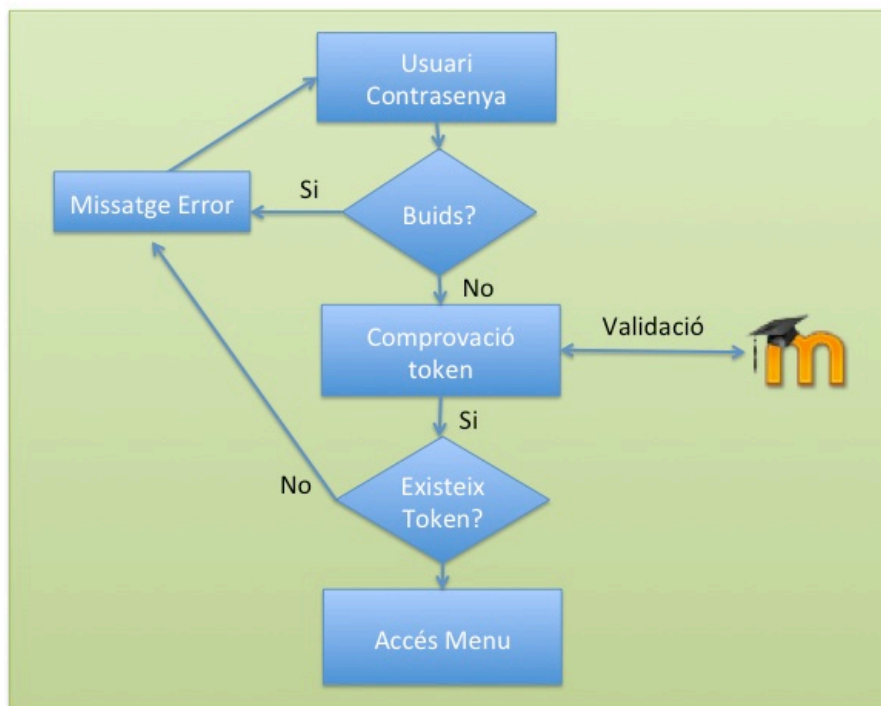 Usuari
Contrasenya
Si
Missatge Error
Buids?
No
Comprovació
token
Validació
m
Si
No
Existeix
Token?
Accés Menu